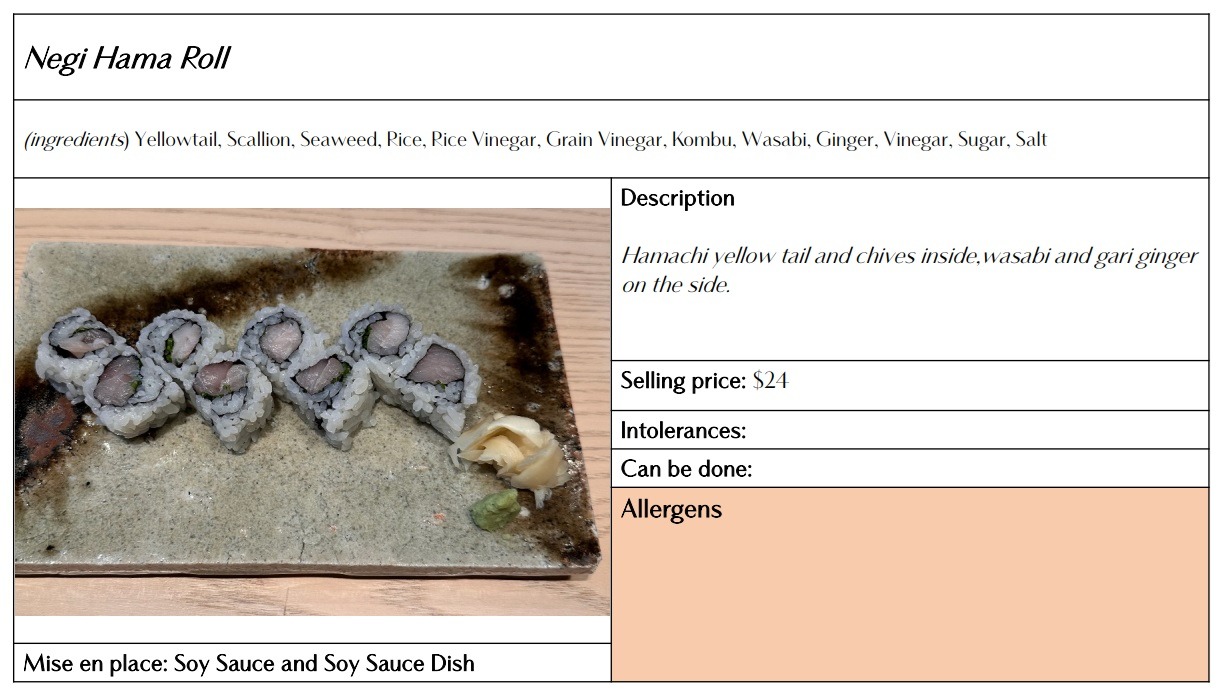 Negi Hama Roll
(ingredients) Yellowtail, Scallion, Seaweed, Rice, Rice Vinegar, Grain Vinegar, Kombu, Wasabi, Ginger, Vinegar, Sugar, Salt
Description
Hamachi yellow tail and chives inside,wasabi and gari ginger
on the side.
Selling price: $24
Intolerances:
Can be done:
Allergens
Mise en place: Soy Sauce and Soy Sauce Dish